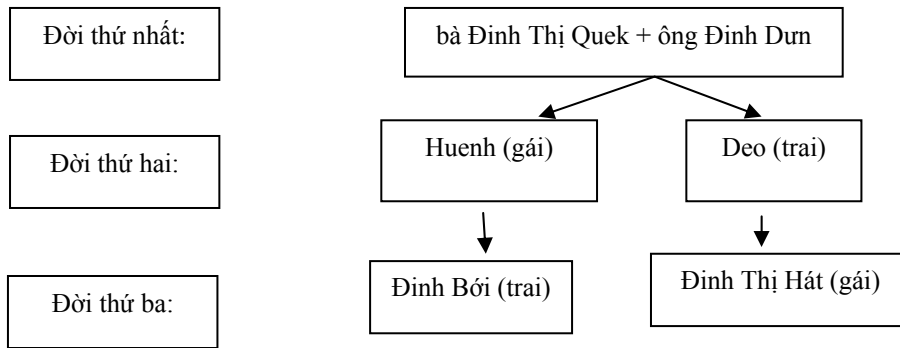 Đời thứ nhất:
bà Đinh Thị Quek + ông Đinh Dưn
Đời thứ hai:
Huenh (gái)
Deo (trai)
Đời thứ ba:
Đinh Bới (trai)
Đinh Thị Hát (gái)